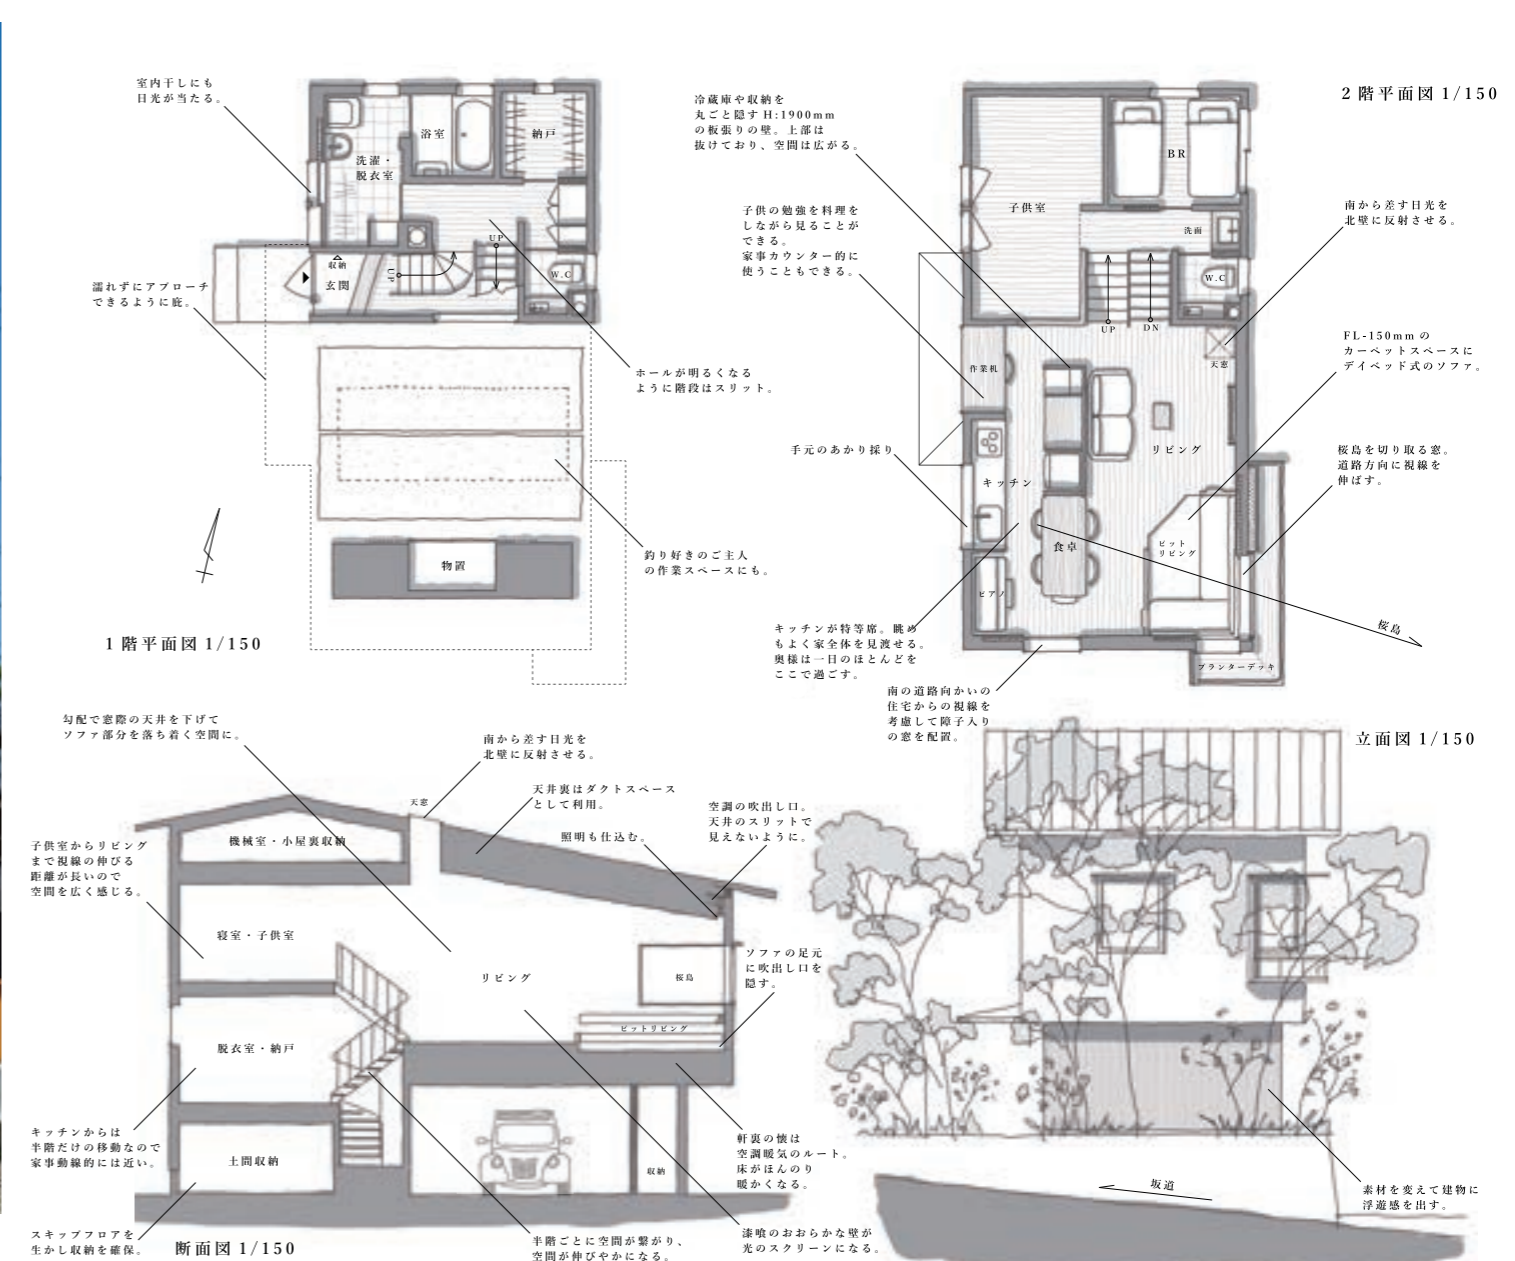 室内干しにも
日光が当たる。
浴室
納戸
洗濯・
脱衣室
UP
UP
W.C
収納
玄関
濡れずにアプローチ
できるように庇。
ホールが明るくなる
ように階段はスリット。
釣り好きのご主人
の作業スペースにも。
物置
1階平面図 1/150
2階平面図 1/150
冷蔵庫や収納を
丸ごと隠すH:1900mm
の板張りの壁。上部は
抜けており、空間は広がる。
子供の勉強を料理を
しながら見ることが
できる。
家事カウンター的に
使うこともできる。
手元のあかり採り
キッチンが特等席。眺め
もよく家全体を見渡せる。
奥様は一日のほとんどを
ここで過ごす。
南の道路向かいの
住宅からの視線を
考慮して障子入り
の窓を配置。
BR
子供室
洗面
W.C
UP
DN
作業机
天窓
リビング
キッチン
食卓
ピット
リビング
ピアノ
桜島
プランターデッキ
南から差す日光を
北壁に反射させる。
FL-150mm の
カーペットスペースに
デイベッド式のソファ。
桜島を切り取る窓。
道路方向に視線を
伸ばす。
勾配で窓際の天井を下げて
ソファ部分を落ち着く空間に。
南から差す日光を
北壁に反射させる。
天窓
天井裏はダクトスペース
として利用。
照明も仕込む。
空調の吹出し口。
天井のスリットで
見えないように。
子供室からリビング
まで視線の伸びる
距離が長いので
空間を広く感じる。
機械室・小屋裏収納
寝室・子供室
リビング
桜島
ピットリビング
ソファの足元
に吹出し口を
隠す。
脱衣室・納戸
キッチンからは
半階だけの移動なので
家事動線的には近い。
土間収納
収納
軒裏の懐は
空調暖気のルート。
床がほんのり
暖かくなる。
スキップフロアを
生かし収納を確保。
断面図 1/150
半階ごとに空間が繋がり、
空間が伸びやかになる。
漆喰のおおらかな壁が
光のスクリーンになる。
立面図 1/150
坂道
素材を変えて建物に
浮遊感を出す。